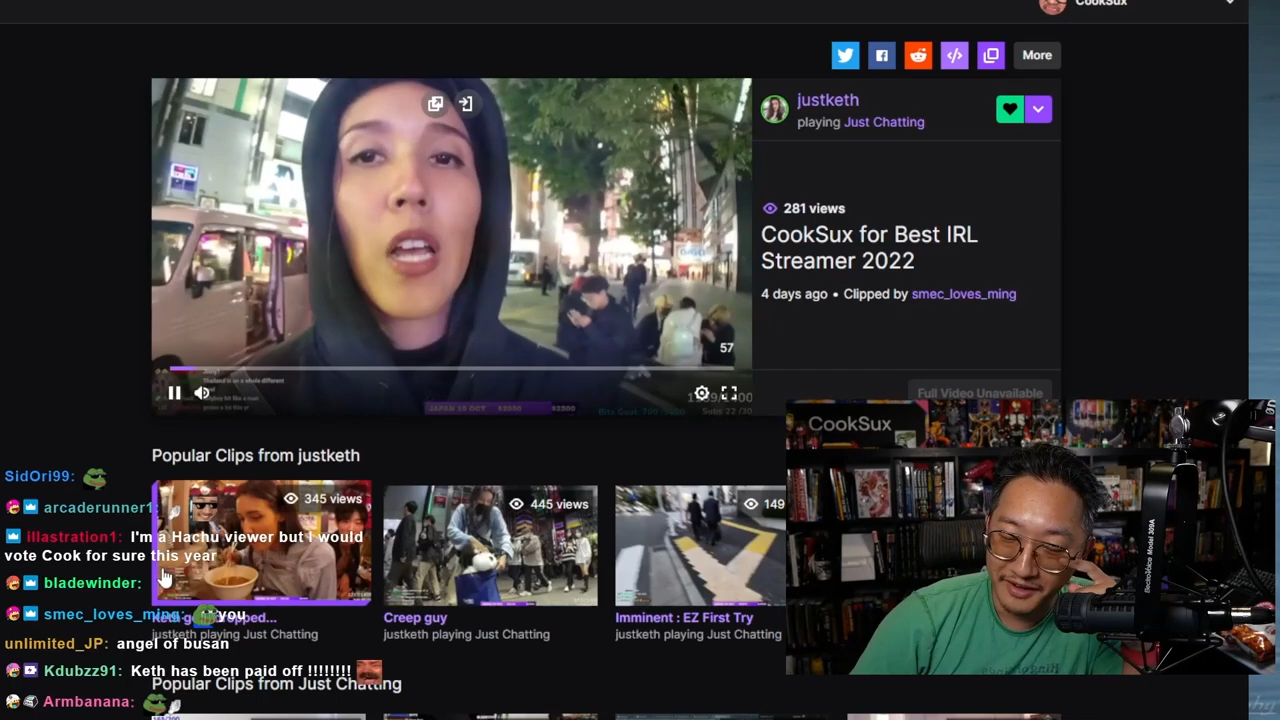 CookSux
More
justketh
playing Just Chatting
281 views
CookSux for Best IRL
Streamer 2022
4 days ago • Clipped by smec_loves_ming
57
Full Video Unavailable
JAPAN 10 OCT
Popular Clips from justketh
345 views
445 views
149
Creep guy
Imminent : EZ First Try
justketh playing Just Chatting
justketh playing Just Chatting
justketh playing Just Chatting
Popular Clips from Just Chatting
SidOri99:
arcaderunner1:
illastration1: I'm a Hachu viewer but I would
vote Cook for sure this year
bladewinder:
smec_loves_ming: you
unlimited_JP: angel of busan
Kdubzz91: Keth has been paid off !!!!!!!!
Armbanana:
CookSux